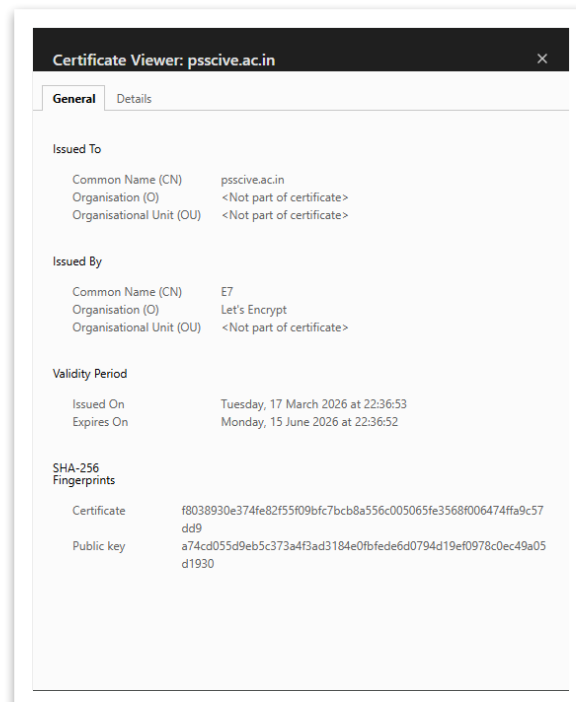 Certificate Viewer: psscive.ac.in
General Details
Issued To
Common Name (CN) psscive.ac.in
Organisation (O) <Not part of certificate>
Organisational Unit (OU) <Not part of certificate>
Issued By
Common Name (CN) E7
Organisation (O) Let's Encrypt
Organisational Unit (OU) <Not part of certificate>
Validity Period
Issued On Tuesday, 17 March 2026 at 22:36:53
Expires On Monday, 15 June 2026 at 22:36:52
SHA-256
Fingerprints
Certificate f8038930e374fe82f55f09bfc7bcb8a556c005065fe3568f006474ffa9c57
dd9
Public key a74cd055d9eb5c373a4f3ad3184e0fbfede6d0794d19ef0978c0ec49a05
d1930